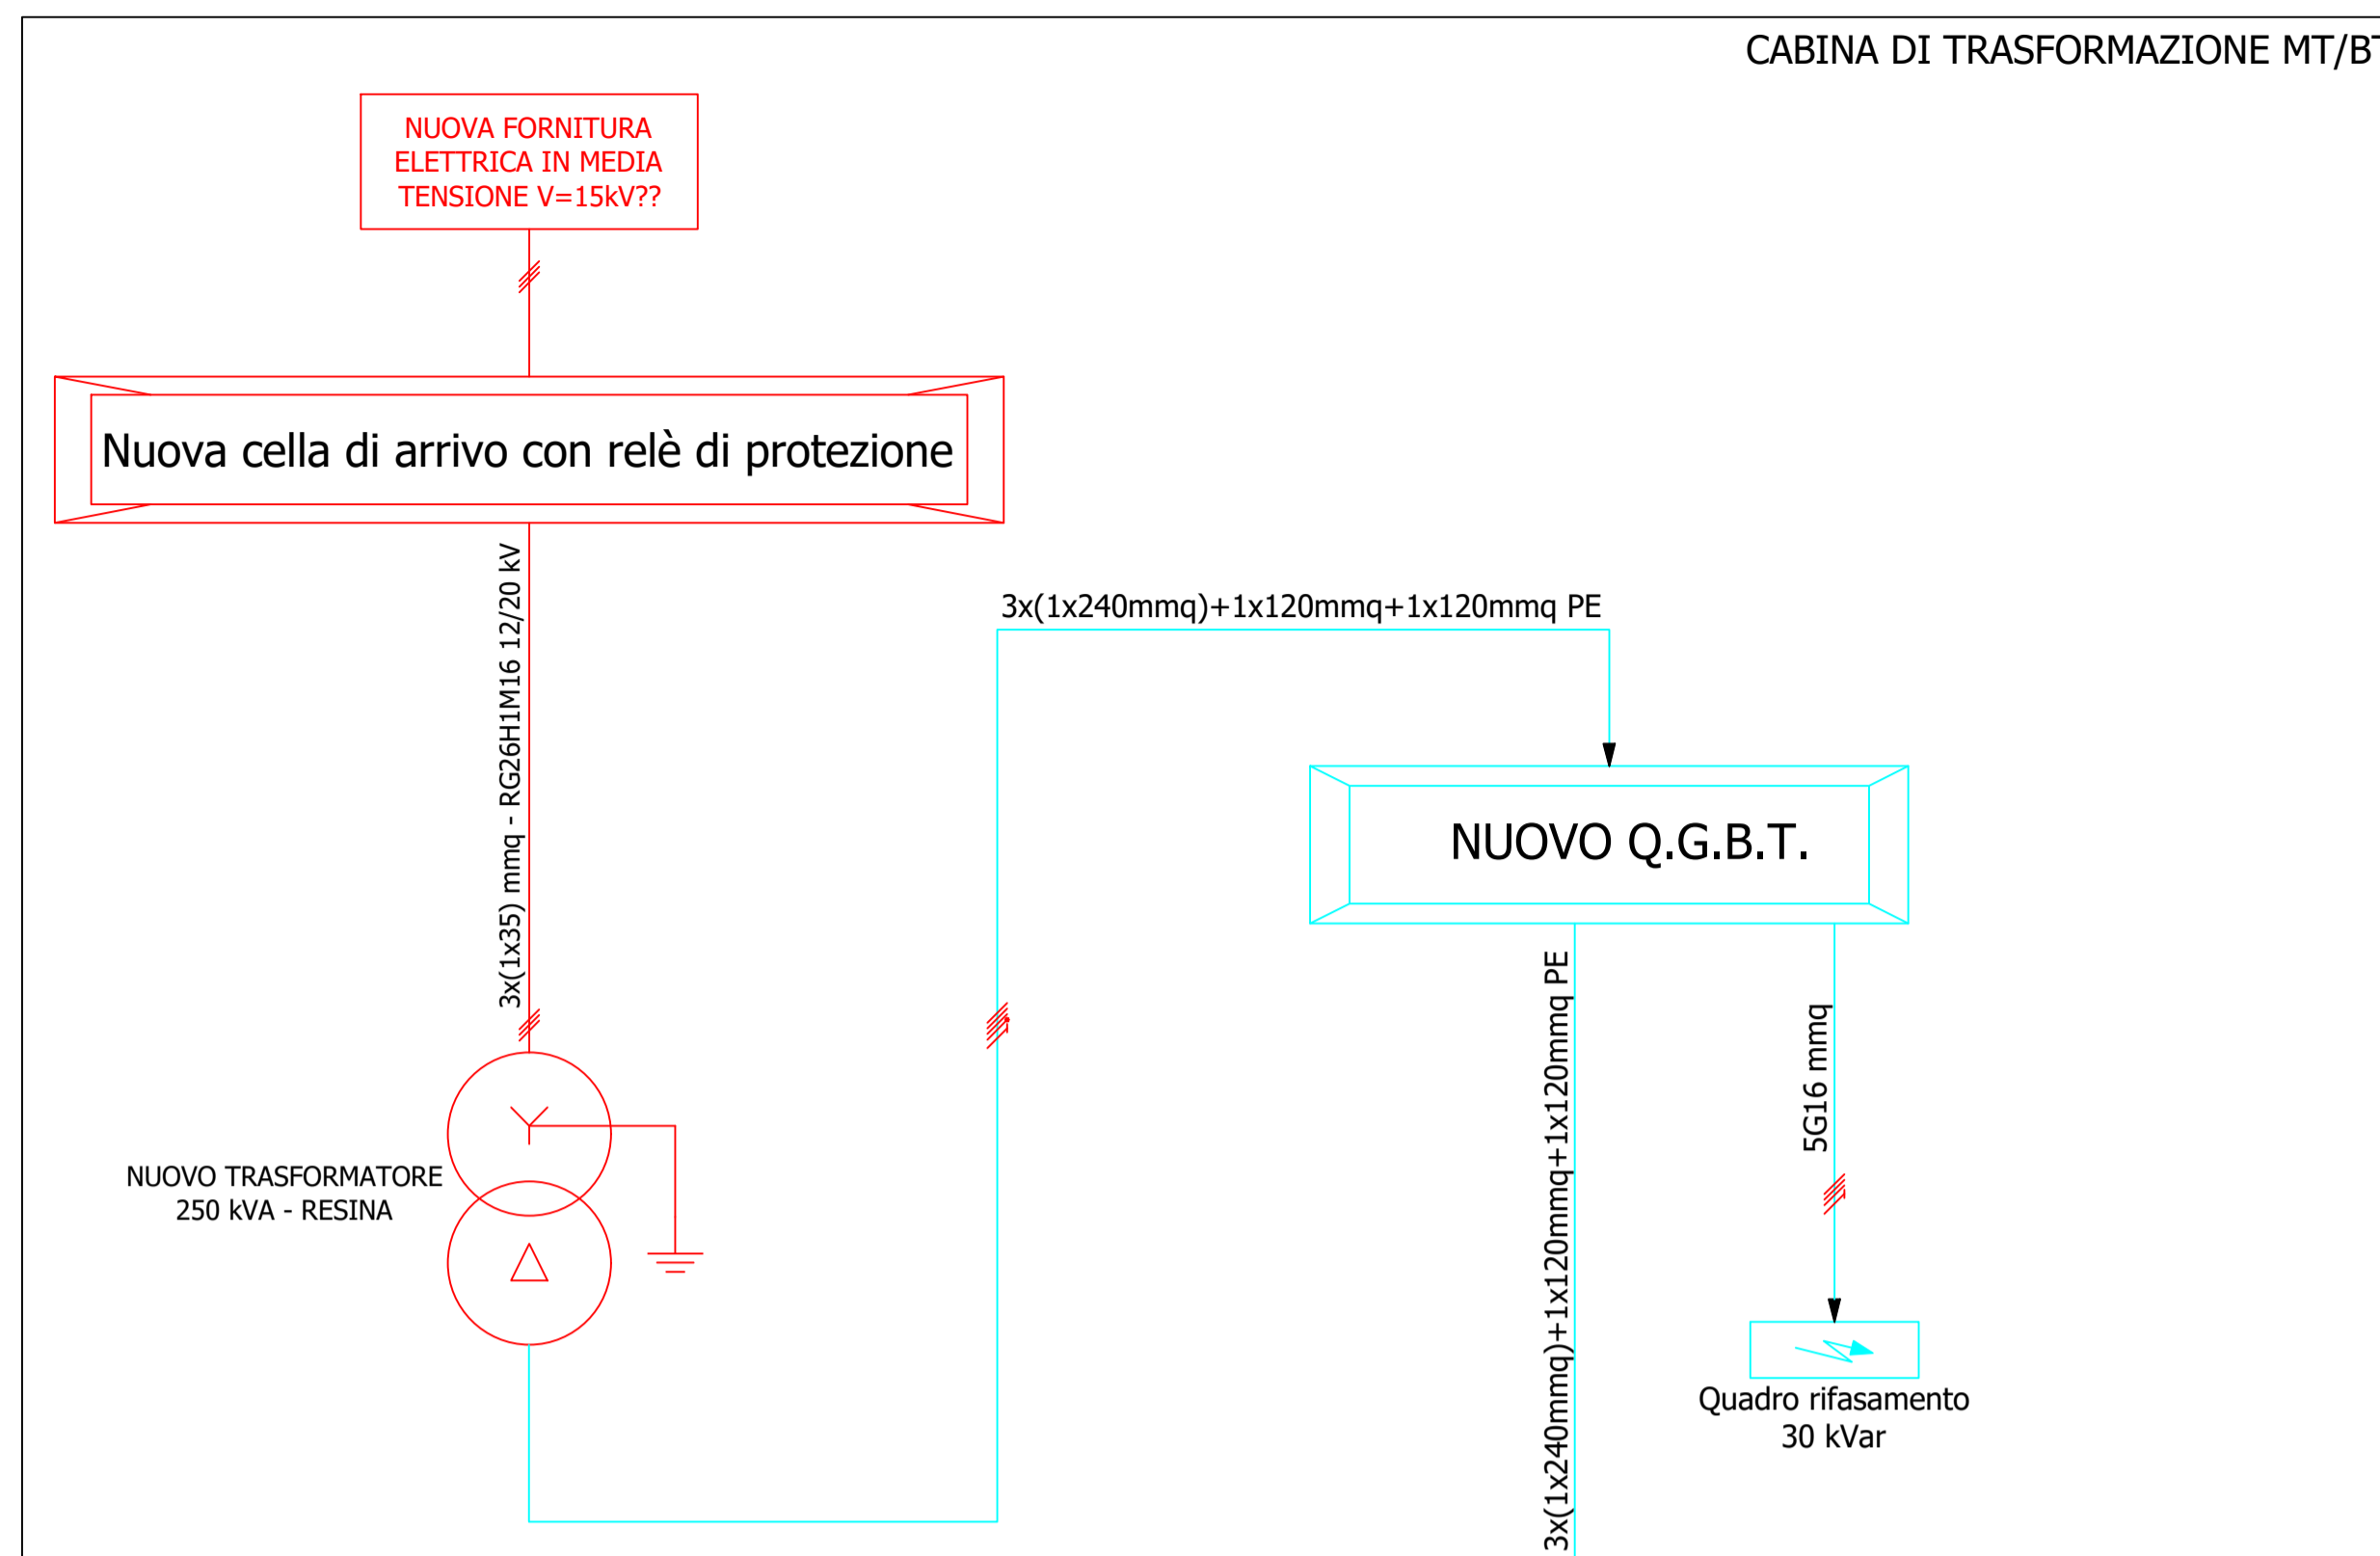 CABINA DI TRASFORMAZIONE MT/BT
NUOVA FORNITURA
ELETTRICA IN MEDIA
TENSIONE V=15kV??
Nuova cella di arrivo con relè di protezione
3x(1x35) mmq - RG26H1M16 12/20 kV
3x(1x240mmq)+1x120mmq+1x120mmq PE
NUOVO Q.G.B.T.
3x(1x240mmq)+1x120mmq+1x120mmq PE
5G16 mmq
NUOVO TRASFORMATORE
250 kVA - RESINA
Quadro rifasamento
30 kVar